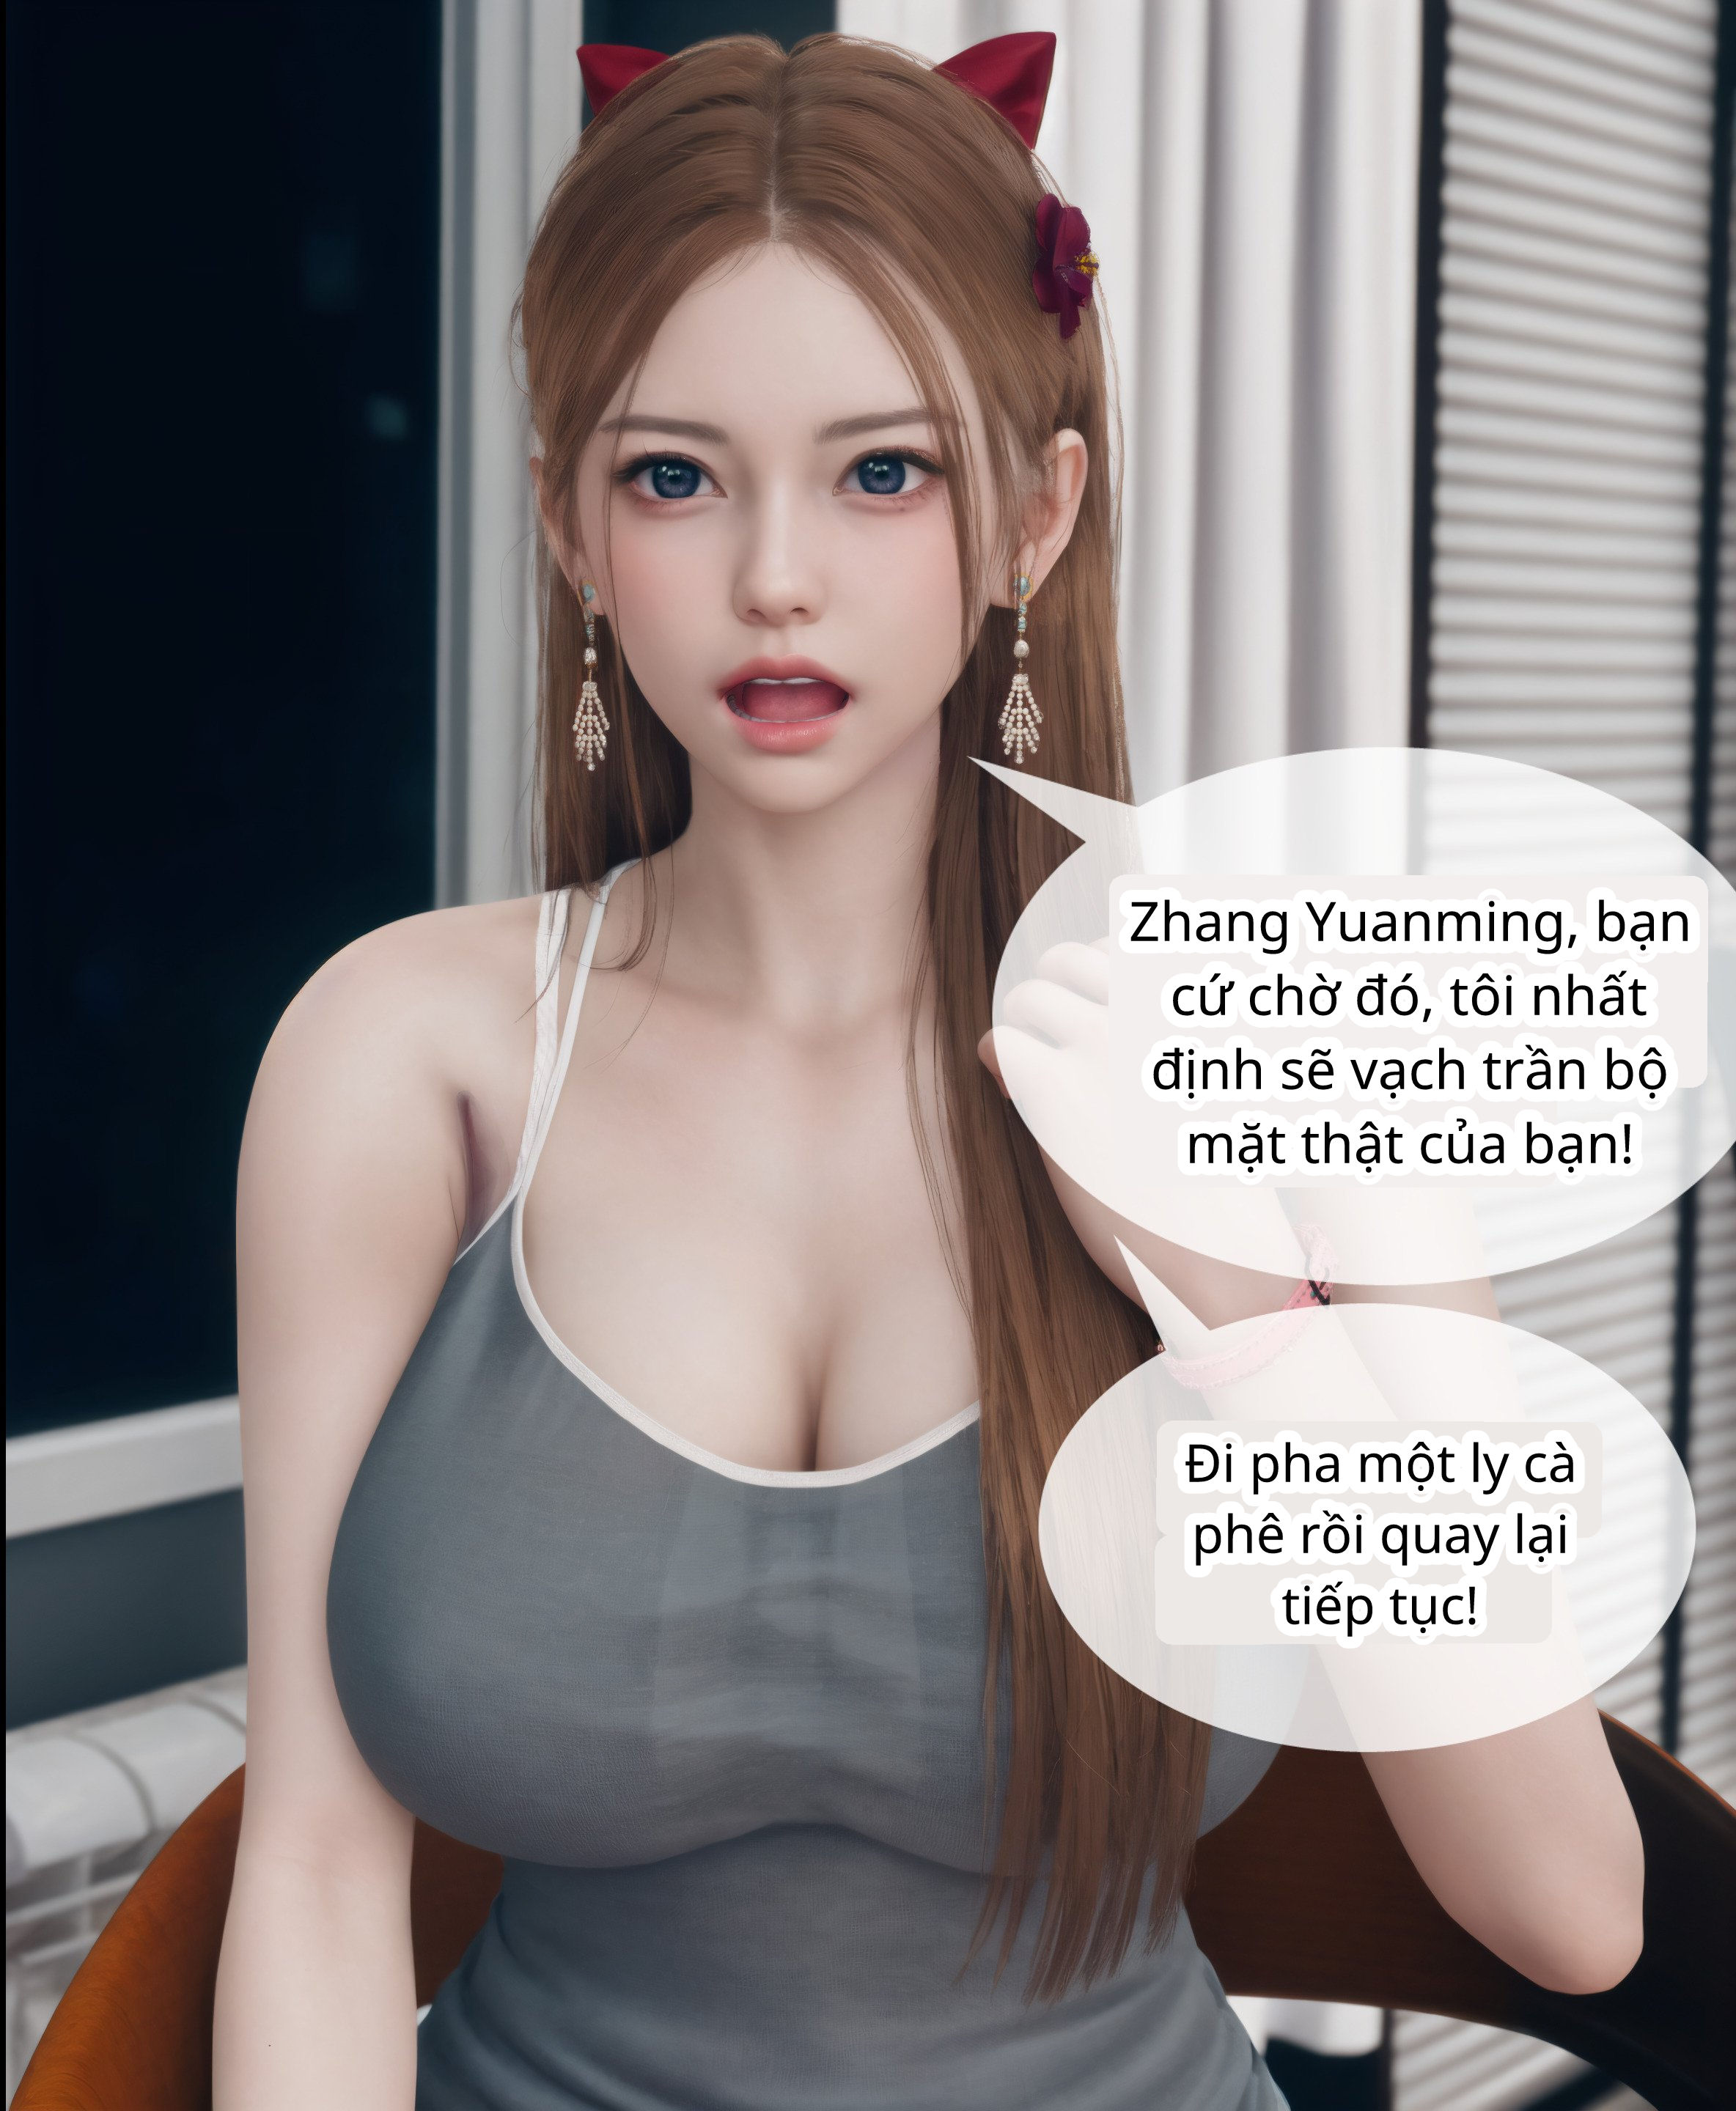 Zhang Yuanming, bạn
cứ chờ đó, tôi nhất
định sẽ vạch trần bộ
mặt thật của bạn!
Đi pha một ly cà
phê rồi quay lại
tiếp tục!